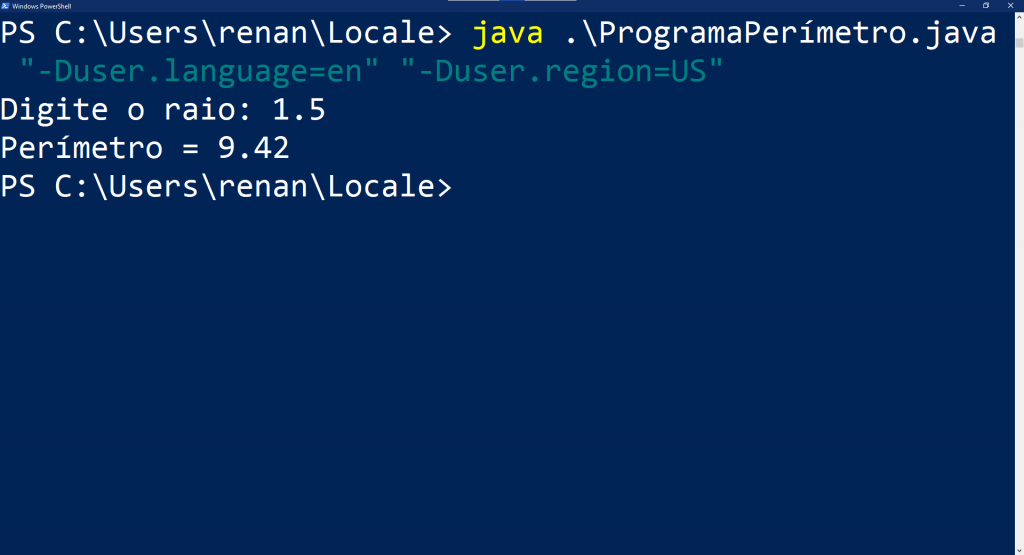 Windows PowerShell
PS C:\Users\renan\Locale> java .\ProgramaPerímetro.java
"-Duser.language=en" "-Duser.region=US"
Digite o raio: 1.5
Perímetro = 9.42
PS C:\Users\renan\Locale>